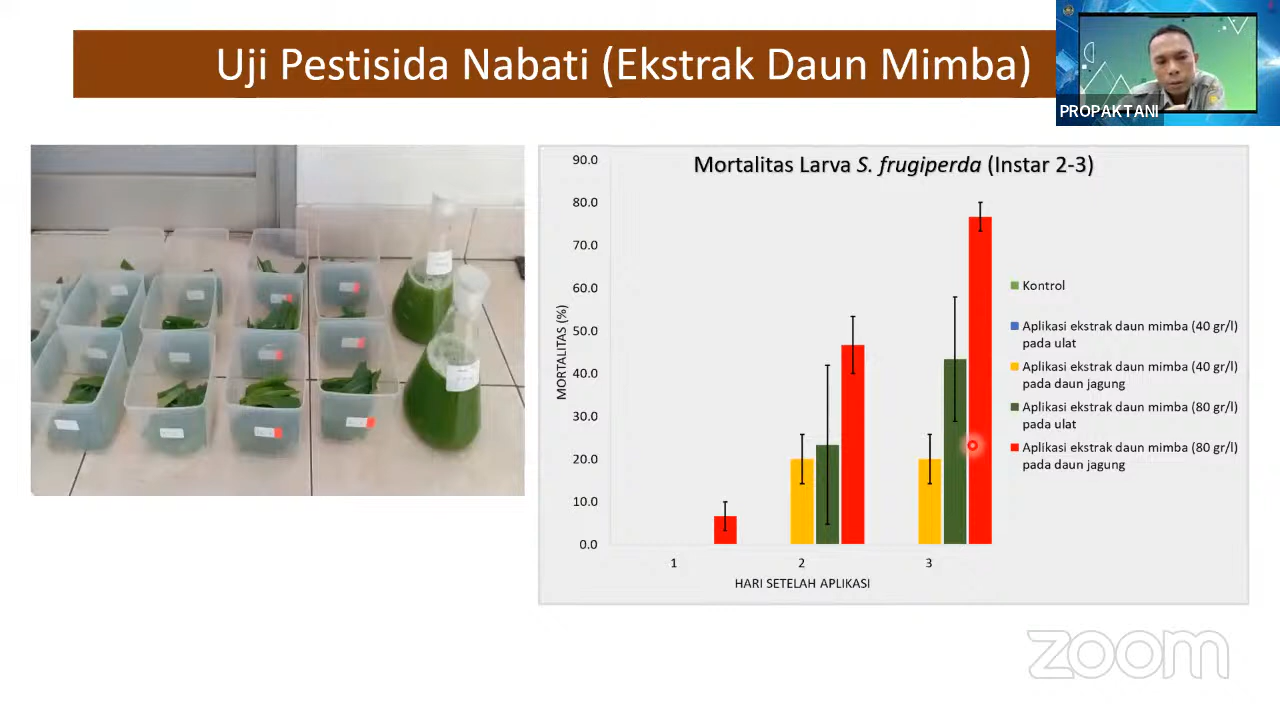 Uji Pestisida Nabati (Ekstrak Daun Mimba)
PROPAKTANI
Mortalitas Larva S. frugiperda (Instar 2-3)
90.0
80.0
70.0
60.0
50.0
40.0
30.0
20.0
10.0
0.0
MORTALITAS (%)
1
2
3
HARI SETELAH APLIKASI
Kontrol
Aplikasi ekstrak daun mimba (40 gr/l)
pada ulat
Aplikasi ekstrak daun mimba (40 gr/l)
pada daun jagung
Aplikasi ekstrak daun mimba (80 gr/l)
pada ulat
Aplikasi ekstrak daun mimba (80 gr/l)
pada daun jagung
zoom